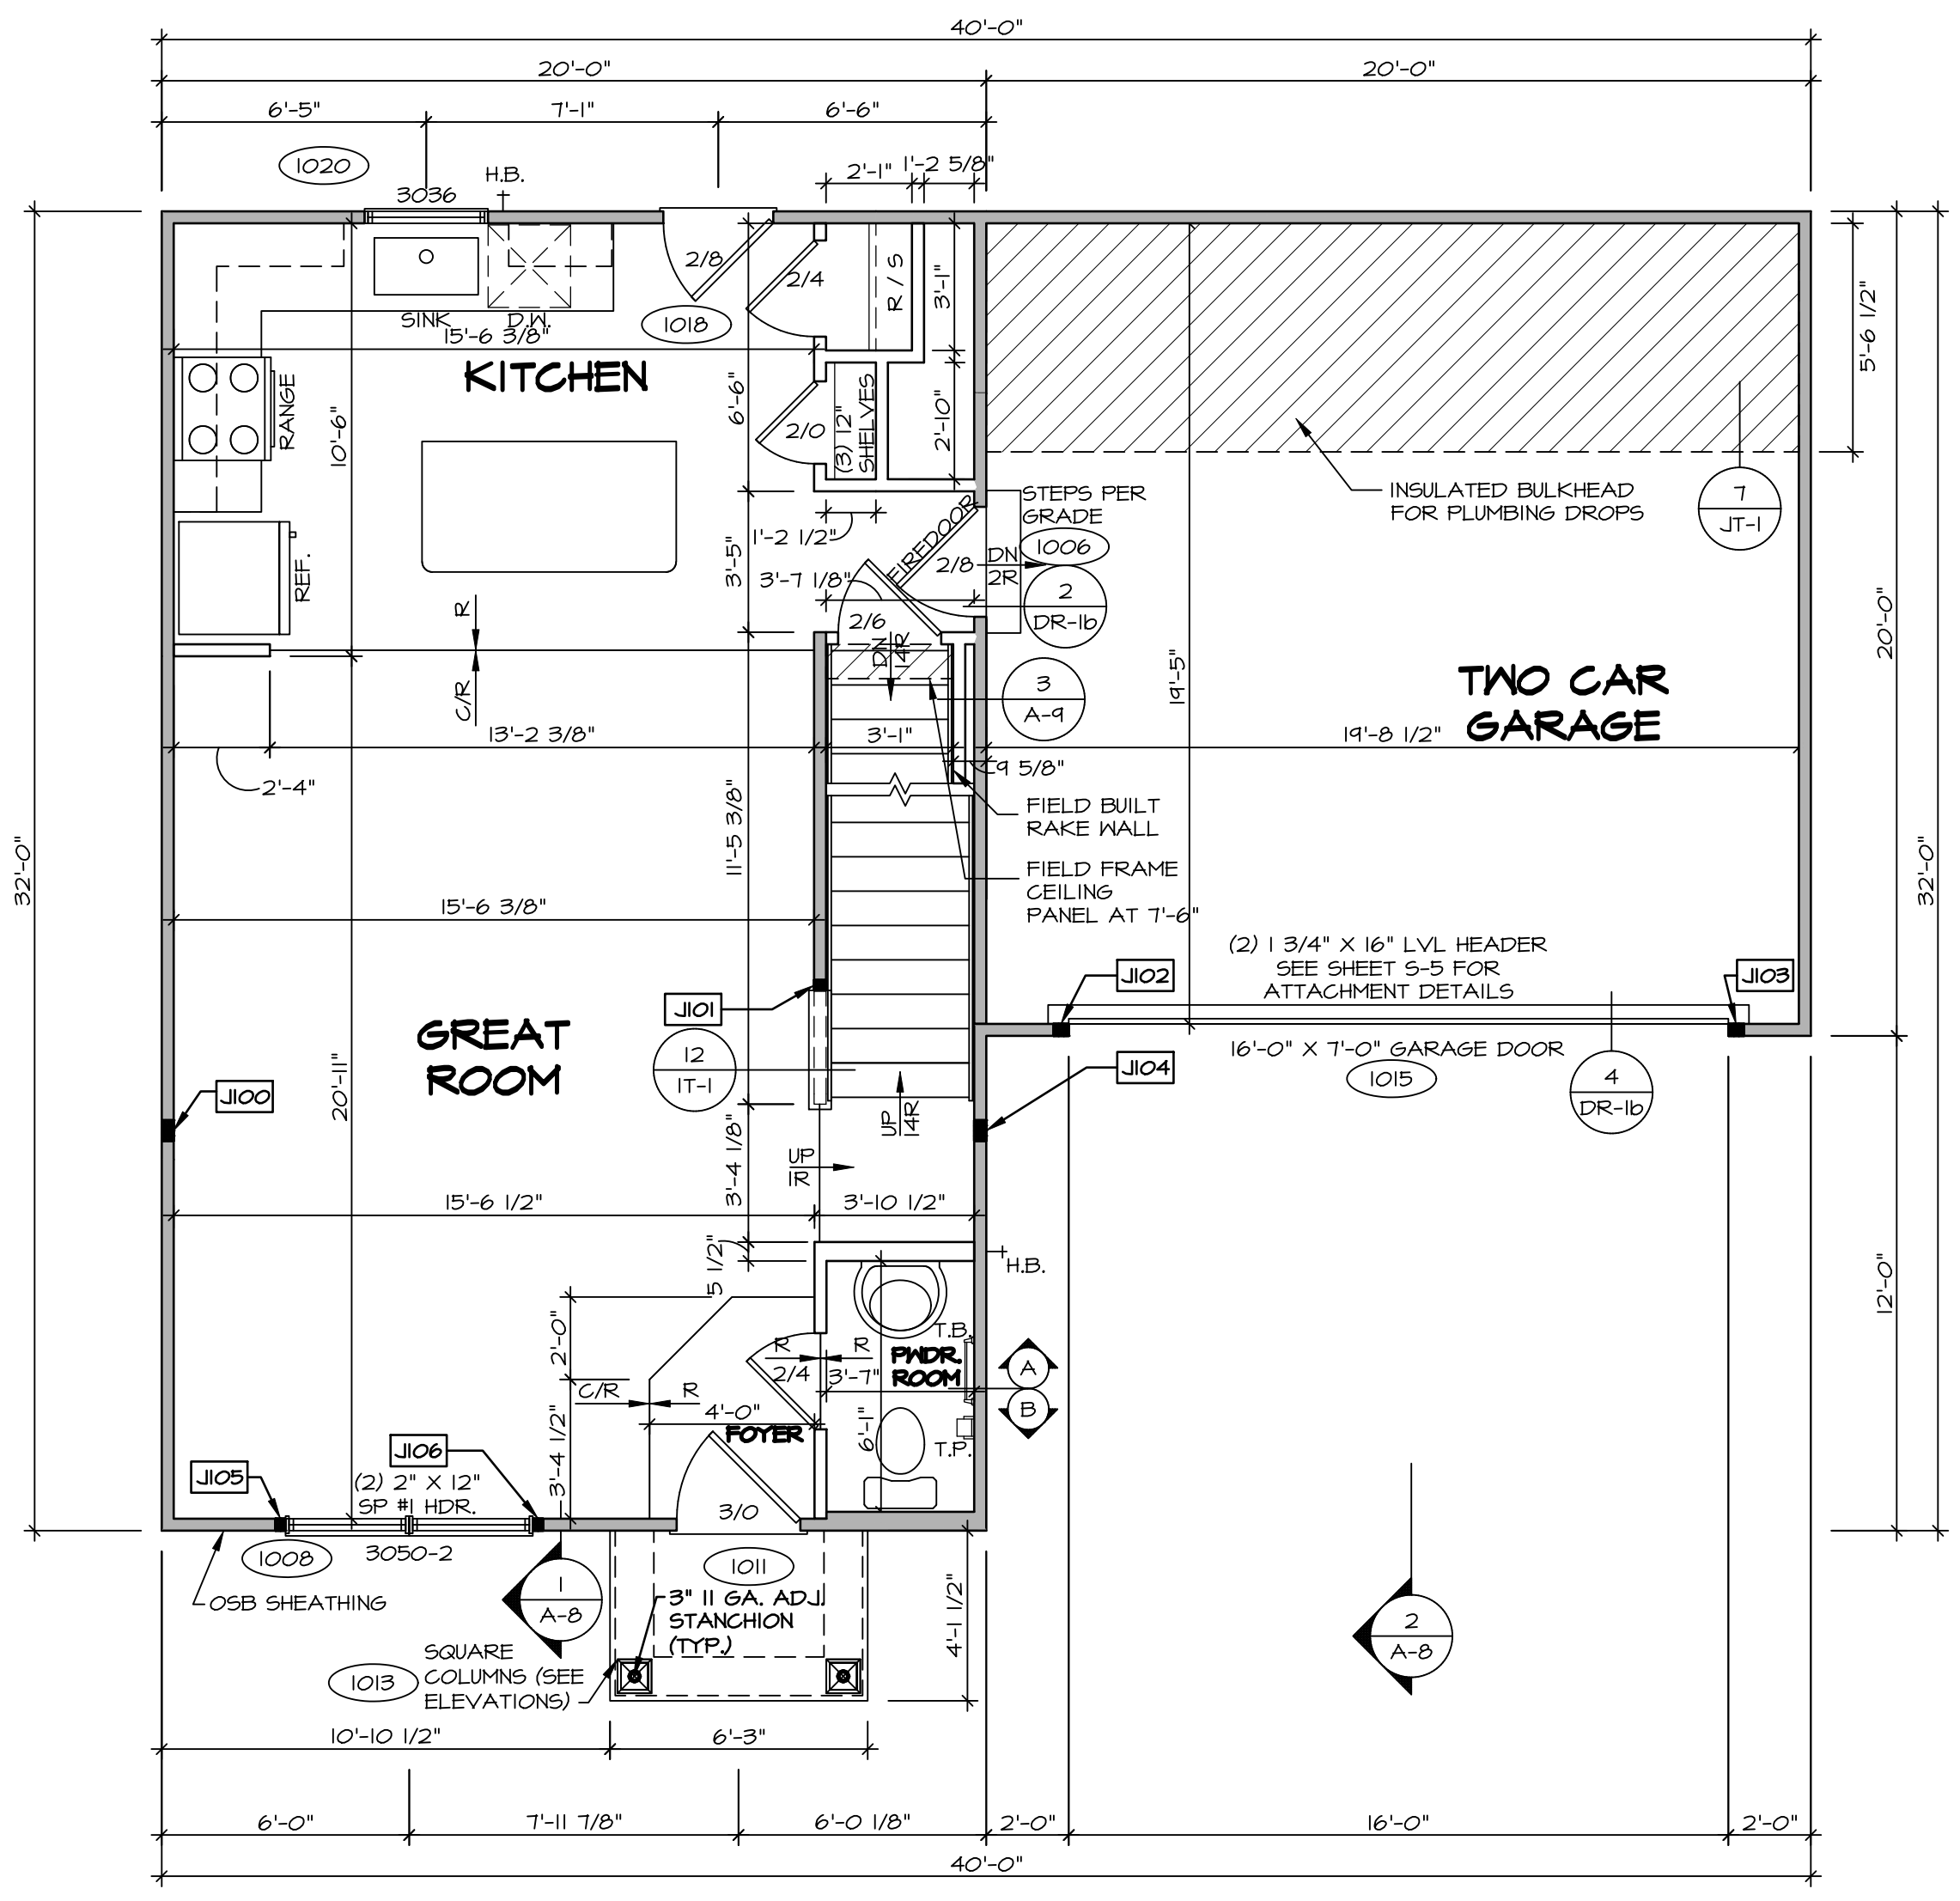 40'-0"
20'-0"
20'-0"
6'-5"
7'-1"
6'-6"
1020
3036
H.B.
2'-1"
1'-2 5/8"
2/8
2/4
R / S
3'-1"
5'-6 1/2"
SINK
D.W.
1018
15'-6 3/8"
KITCHEN
RANGE
10'-6"
6'-6"
2/0
(3) 12"
SHELVES
2'-10"
INSULATED BULKHEAD
FOR PLUMBING DROPS
7
JT-1
STEPS PER
GRADE
1006
FIREDOOR
2/8
DN
2R
2
DR-1b
1'-2 1/2"
3'-5"
3'-7 1/8"
2/6
REF.
R
C/R
DN
14R
3
A-9
19'-5"
20'-0"
TWO CAR
GARAGE
13'-2 3/8"
3'-1"
19'-8 1/2"
9 5/8"
2'-4"
FIELD BUILT
RAKE WALL
11'-5 3/8"
32'-0"
32'-0"
FIELD FRAME
CEILING
PANEL AT 7'-6"
15'-6 3/8"
(2) 1 3/4" X 16" LVL HEADER
SEE SHEET S-5 FOR
ATTACHMENT DETAILS
J102
J103
J101
GREAT
ROOM
12
1T-1
16'-0" X 7'-0" GARAGE DOOR
1015
4
DR-1b
J104
J100
20'-11"
UP
14R
3'-4 1/8"
UP
1R
15'-6 1/2"
3'-10 1/2"
5 1/2"
H.B.
12'-0"
2'-0"
T.B.
R
R
2/4
3'-7"
PWDR.
ROOM
A
B
C/R
R
4'-0"
FOYER
6'-1"
T.P.
3'-4 1/2"
J106
J105
(2) 2" X 12"
SP #1 HDR.
3/0
1008
3050-2
1011
OSB SHEATHING
1
A-8
3" 11 GA. ADJ.
STANCHION
(TYP.)
4'-1 1/2"
2
A-8
1013
SQUARE
COLUMNS (SEE
ELEVATIONS)
10'-10 1/2"
6'-3"
6'-0"
7'-11 7/8"
6'-0 1/8"
2'-0"
16'-0"
2'-0"
40'-0"